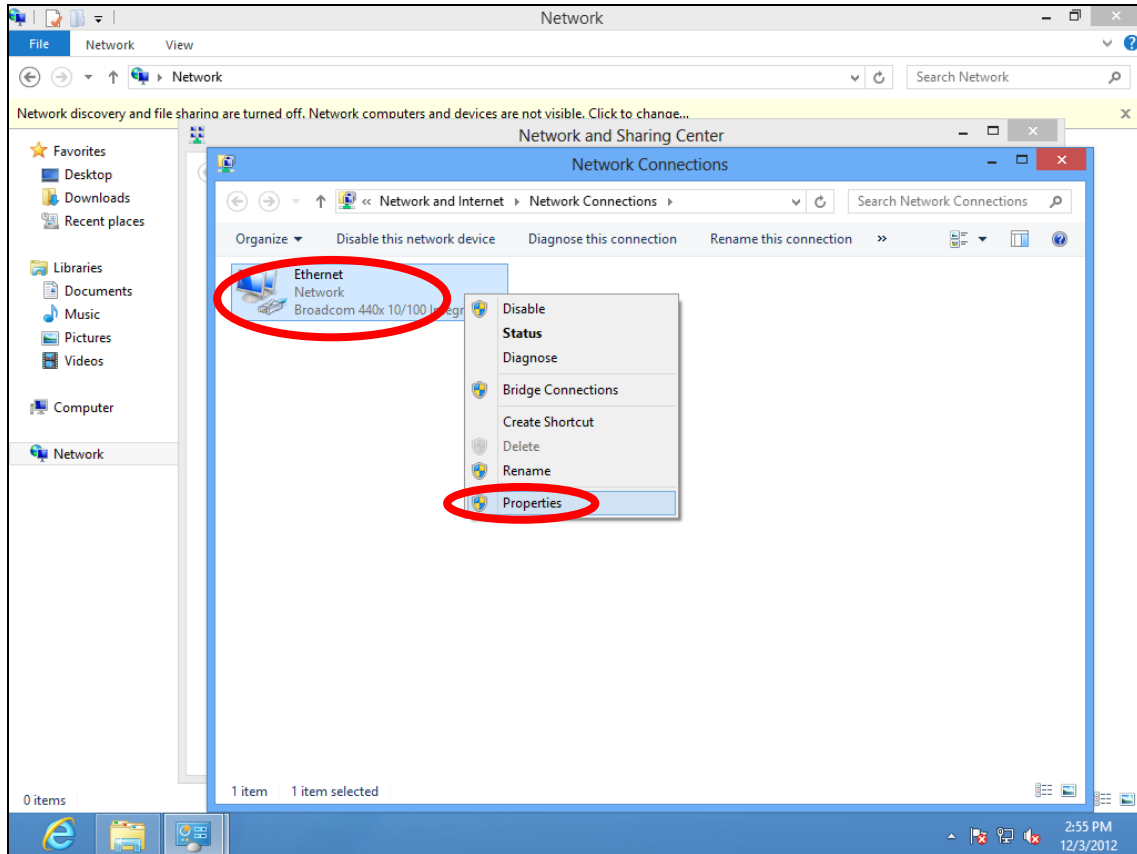 Network
File Network View
Network
Search Network
Network discovery and file sharing are turned off. Network computers and devices are not visible. Click to change...
Favorites
Desktop
Downloads
Recent places
Libraries
Documents
Music
Pictures
Videos
Computer
Network
0 items
Network and Sharing Center
Network Connections
« Network and Internet Network Connections
Search Network Connections
Organize Disable this network device Diagnose this connection Rename this connection »
Ethernet
Network
Broadcom 440x 10/100
Disable
Status
Diagnose
Bridge Connections
Create Shortcut
Delete
Rename
Properties
1 item 1 item selected
2:55 PM
12/3/2012